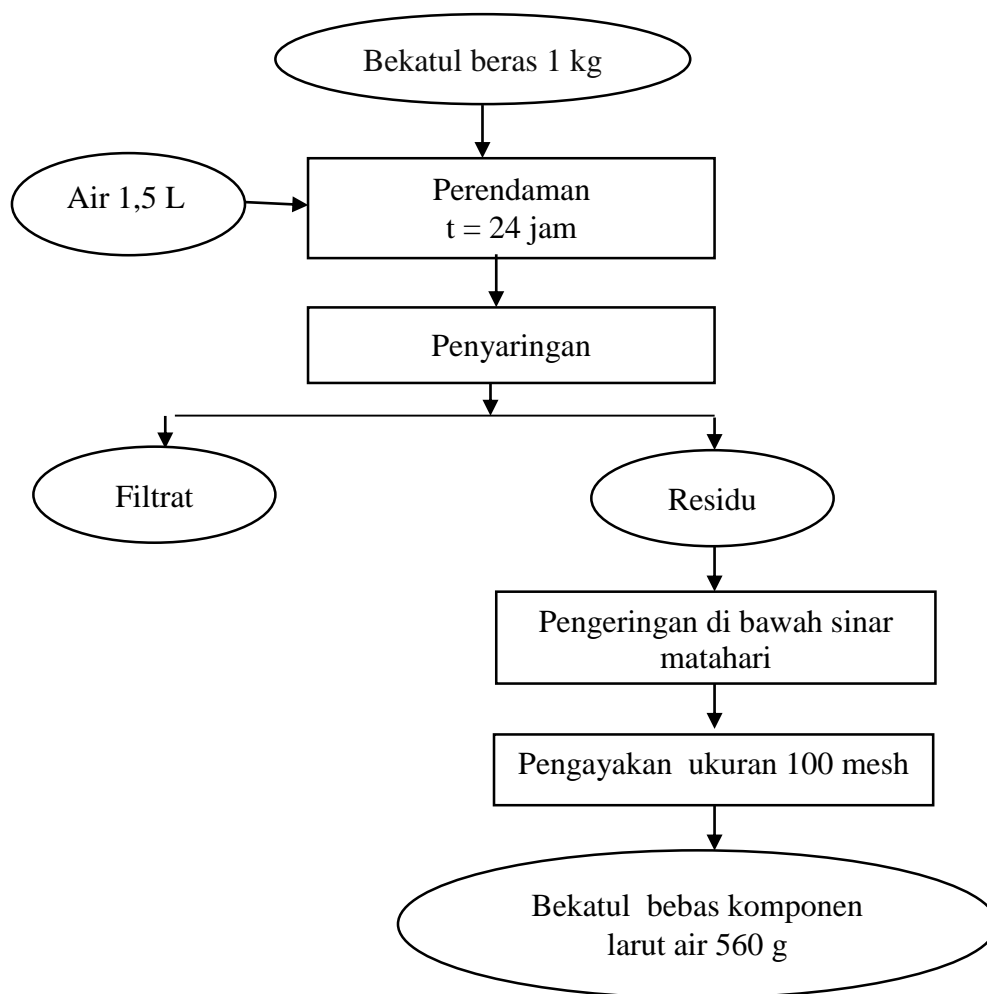 Bekatul beras 1 kg
Air 1,5 L
Perendaman
t = 24 jam
Penyaringan
Filtrat
Residu
Pengeringan di bawah sinar
matahari
Pengayakan ukuran 100 mesh
Bekatul bebas komponen
larut air 560 g